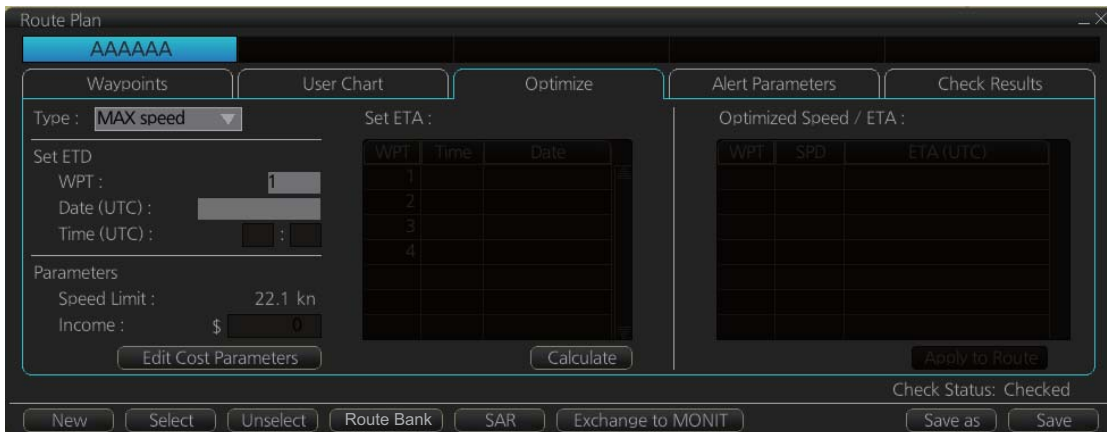 Route Plan
AAAAAA
Waypoints User Chart Optimize Alert Parameters Check Results
Type : MAX speed Set ETA : Optimized Speed / ETA :
Set ETD WPT Time Date WPT SPD ETA (UTC)
WPT : 1 1
Date (UTC) : 2
Time (UTC) : : 3
4
Parameters
Speed Limit : 22.1 kn
Income : $ 0
Edit Cost Parameters Calculate Apply to Route
Check Status: Checked
New Select Unselect Route Bank SAR Exchange to MONIT Save as Save